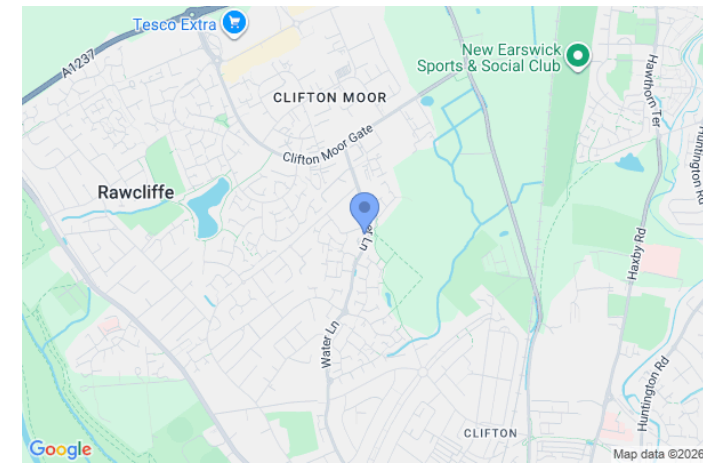 Tesco Extra
A1237
New Earswick
Sports & Social Club
Hawthorn Ter
CLIFTON MOOR
Huntington Rd
Clifton Moor Gate
Rawcliffe
Ln
Haxby Rd
Water Ln
Huntington Rd
CLIFTON
Google
Map data ©2026